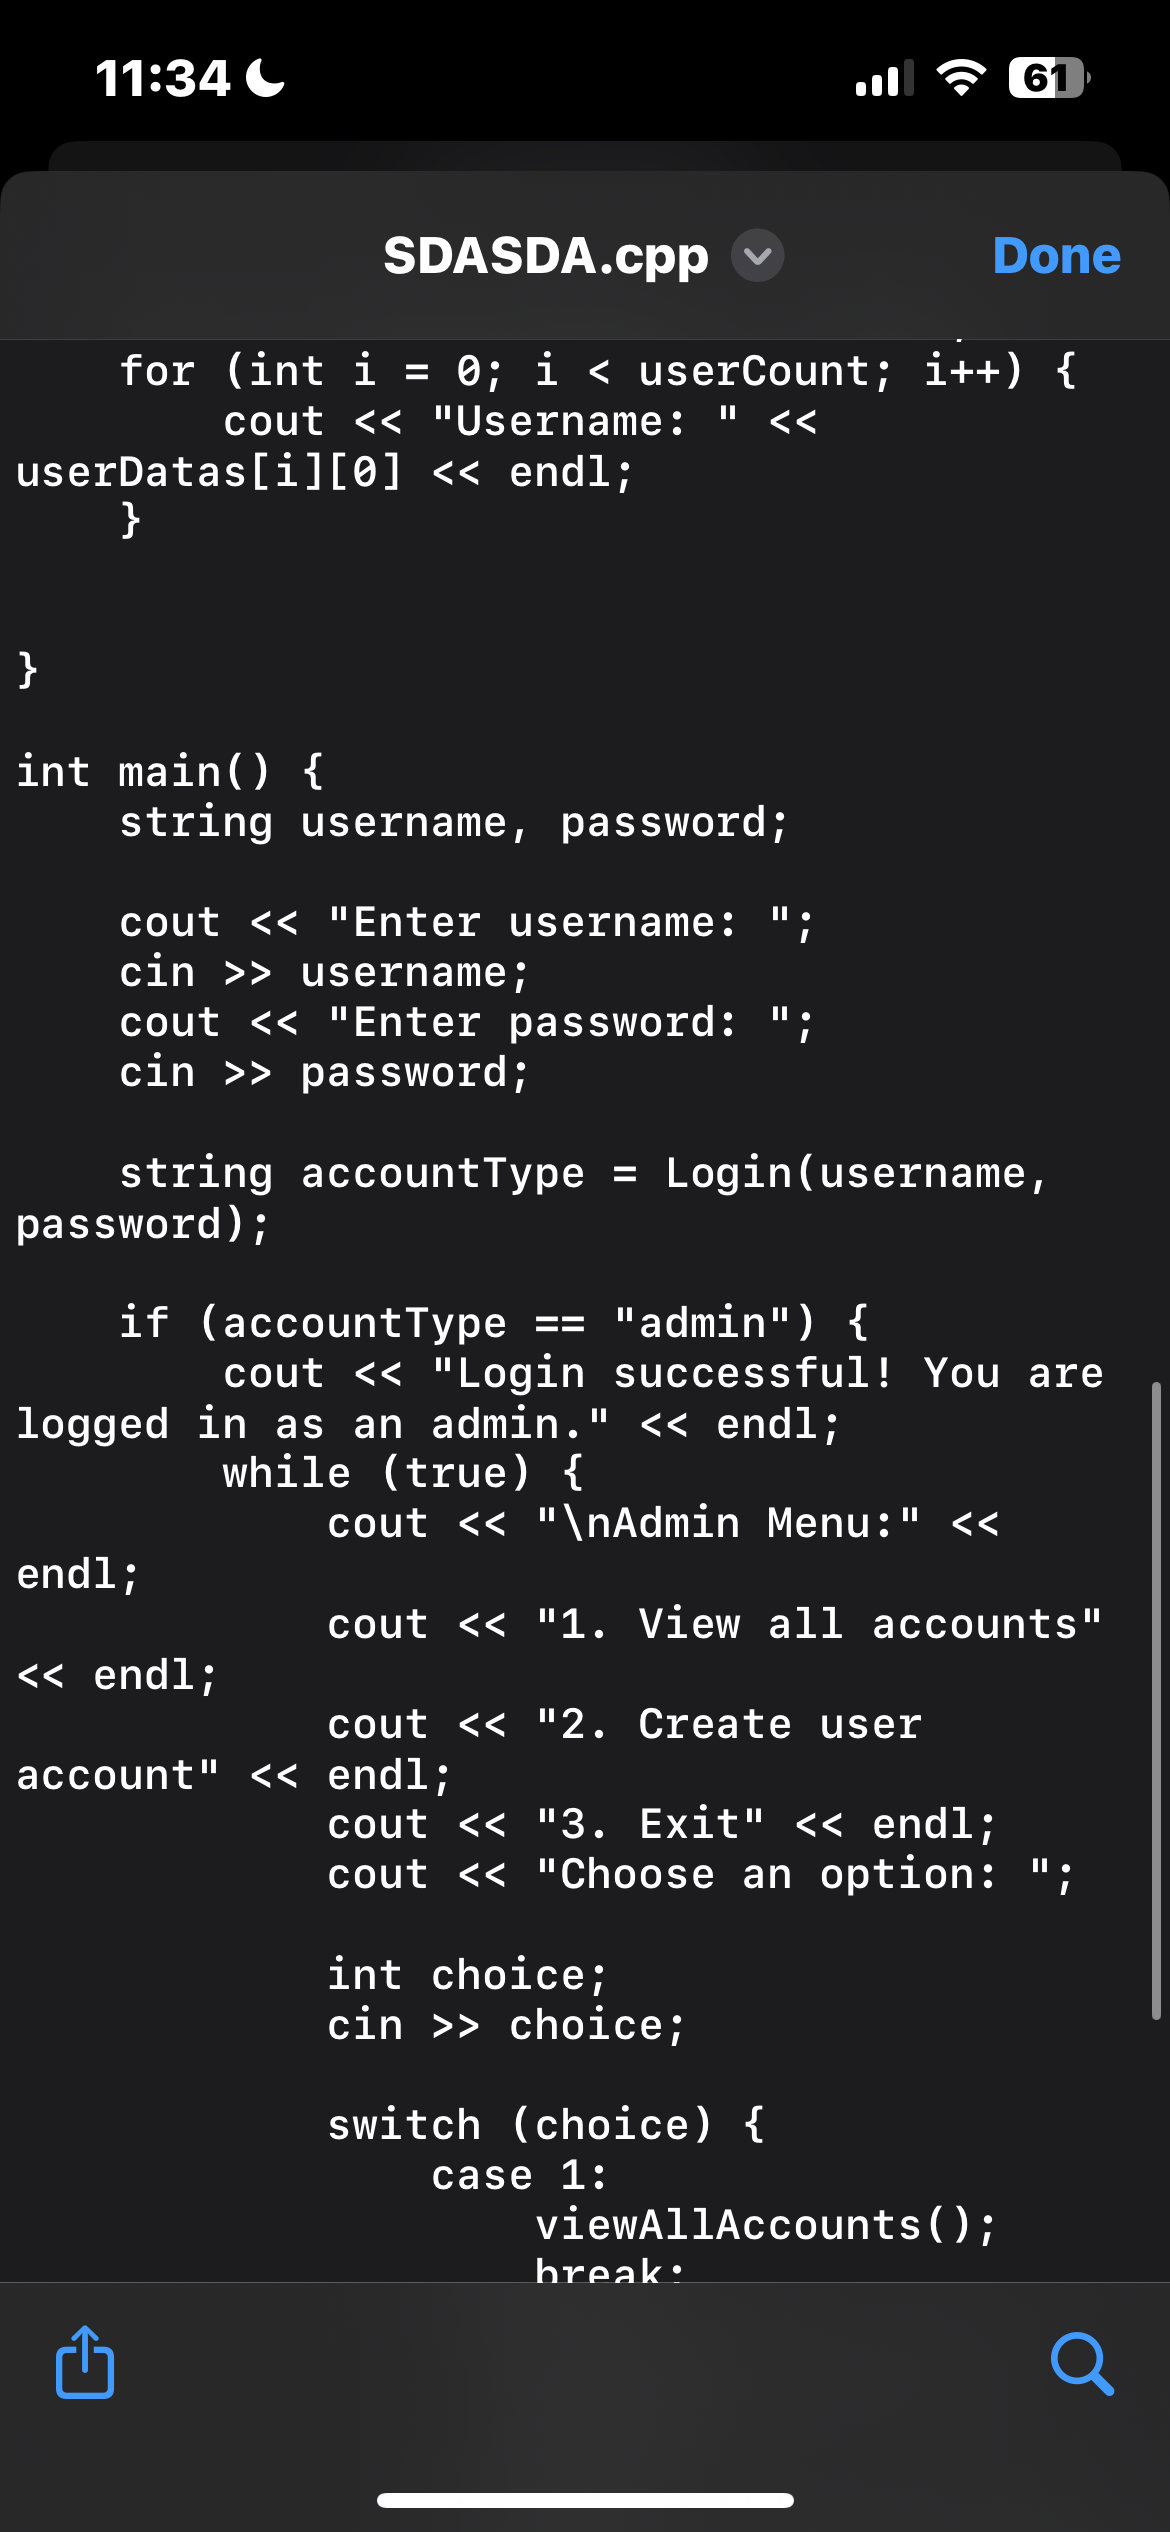 11:34
61
SDASDA.cpp
Done
    for (int i = 0; i < userCount; i++) {
        cout << "Username: " <<
userDatas[i][0] << endl;
    }
}
int main() {
    string username, password;
    cout << "Enter username: ";
    cin >> username;
    cout << "Enter password: ";
    cin >> password;
    string accountType = Login(username,
password);
    if (accountType == "admin") {
        cout << "Login successful! You are
logged in as an admin." << endl;
        while (true) {
            cout << "\nAdmin Menu:" <<
endl;
            cout << "1. View all accounts"
<< endl;
            cout << "2. Create user
account" << endl;
            cout << "3. Exit" << endl;
            cout << "Choose an option: ";
            int choice;
            cin >> choice;
            switch (choice) {
                case 1:
                    viewAllAccounts();
                    break;